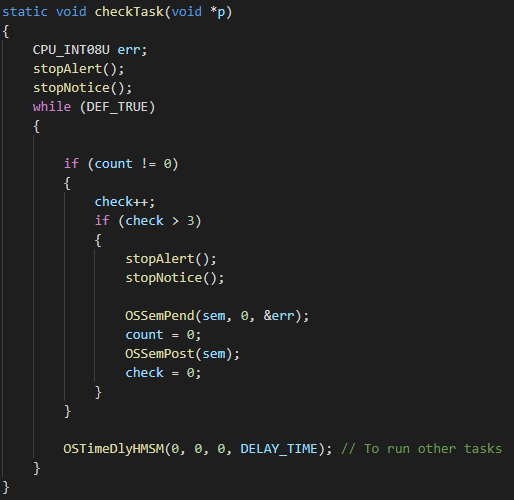 static void checkTask(void *p)
{
    CPU_INT08U err;
    stopAlert();
    stopNotice();
    while (DEF_TRUE)
    {

        if (count != 0)
        {
            check++;
            if (check > 3)
            {
                stopAlert();
                stopNotice();

                OSSemPend(sem, 0, &err);
                count = 0;
                OSSemPost(sem);
                check = 0;
            }
        }

        OSTimeDlyHMSM(0, 0, 0, DELAY_TIME); // To run other tasks
    }
}